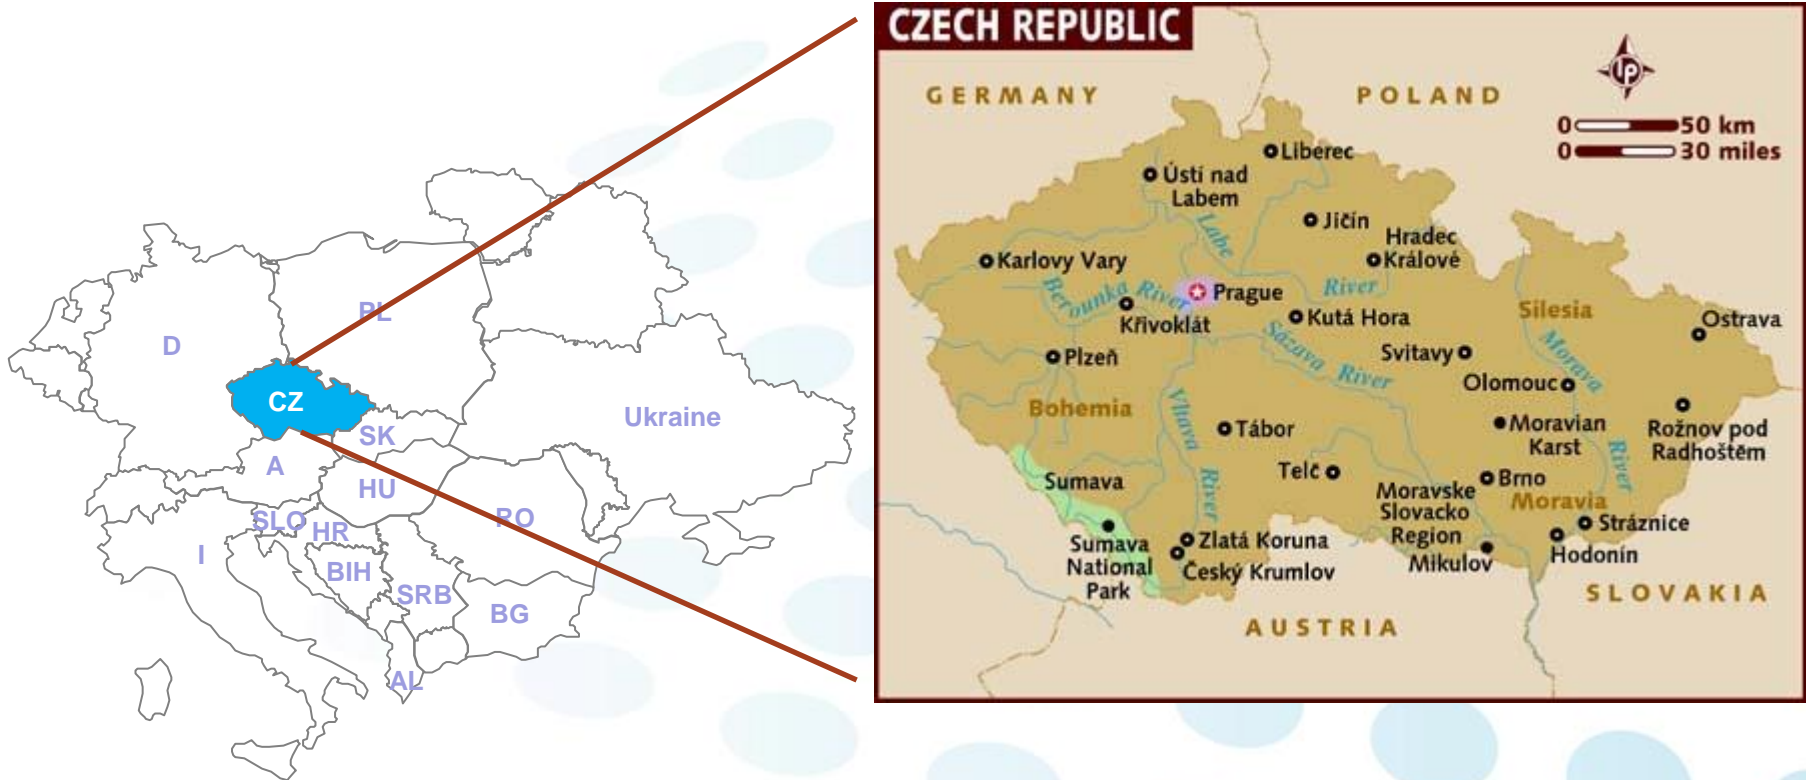 PL
D
CZ
Ukraine
SK
A
HU
SLO
HR
RO
I
BIH
SRB
BG
AL
CZECH REPUBLIC
lp
GERMANY
POLAND
0 50 km
0 30 miles
Liberec
Ústí nad
Labem
Jičín
Labe
Hradec
Králové
Karlovy Vary
Berounka River
Prague
River
Křivoklát
Kutá Hora
Silesia
Ostrava
Sázava River
Svitavy
Morava
Plzeň
Olomouc
Bohemia
Vltava
Tábor
Moravian
Karst
Rožnov pod
Radhoštěm
River
Telč
Brno
Sumava
River
Moravske
Slovacko
Region
Moravia
Stráznice
Sumava
National
Park
Zlatá Koruna
Český Krumlov
Mikulov
Hodonín
SLOVAKIA
AUSTRIA